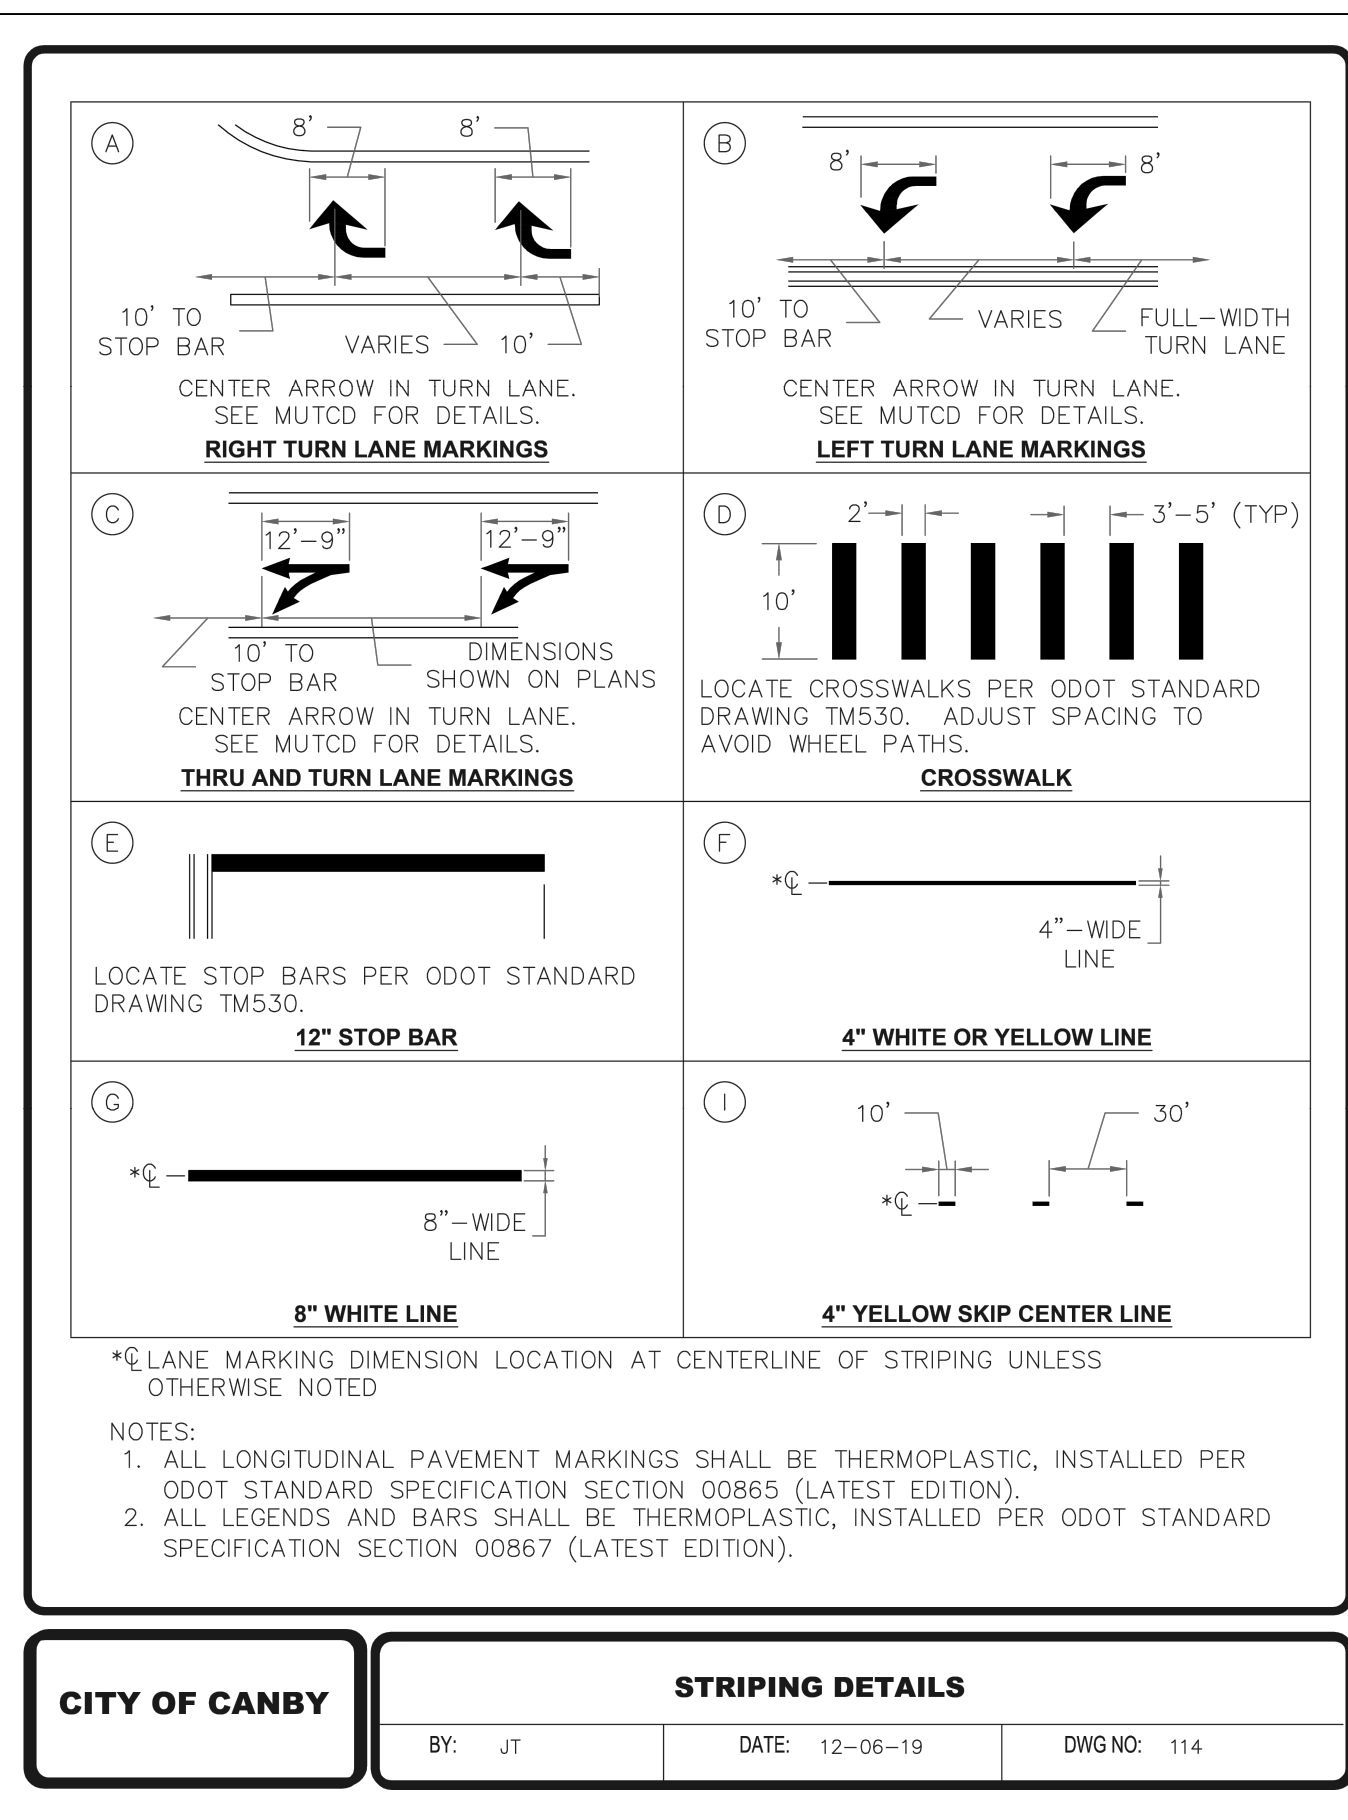 A
8’
8’
10’ TO
STOP BAR
VARIES
10’
CENTER ARROW IN TURN LANE.
SEE MUTCD FOR DETAILS.
RIGHT TURN LANE MARKINGS
B
8’
8’
10’ TO
STOP BAR
VARIES
FULL–WIDTH
TURN LANE
CENTER ARROW IN TURN LANE.
SEE MUTCD FOR DETAILS.
LEFT TURN LANE MARKINGS
C
12’–9”
12’–9”
10’ TO
STOP BAR
DIMENSIONS
SHOWN ON PLANS
CENTER ARROW IN TURN LANE.
SEE MUTCD FOR DETAILS.
THRU AND TURN LANE MARKINGS
D
2’
3’–5’ (TYP)
10’
LOCATE CROSSWALKS PER ODOT STANDARD
DRAWING TM530. ADJUST SPACING TO
AVOID WHEEL PATHS.
CROSSWALK
E
LOCATE STOP BARS PER ODOT STANDARD
DRAWING TM530.
12" STOP BAR
F
*℄
4”–WIDE
LINE
4" WHITE OR YELLOW LINE
G
*℄
8”–WIDE
LINE
8" WHITE LINE
I
10’
30’
*℄
4" YELLOW SKIP CENTER LINE
*℄ LANE MARKING DIMENSION LOCATION AT CENTERLINE OF STRIPING UNLESS
OTHERWISE NOTED
NOTES:
1. ALL LONGITUDINAL PAVEMENT MARKINGS SHALL BE THERMOPLASTIC, INSTALLED PER
ODOT STANDARD SPECIFICATION SECTION 00865 (LATEST EDITION).
2. ALL LEGENDS AND BARS SHALL BE THERMOPLASTIC, INSTALLED PER ODOT STANDARD
SPECIFICATION SECTION 00867 (LATEST EDITION).
CITY OF CANBY
STRIPING DETAILS
BY: JT
DATE: 12–06–19
DWG NO: 114